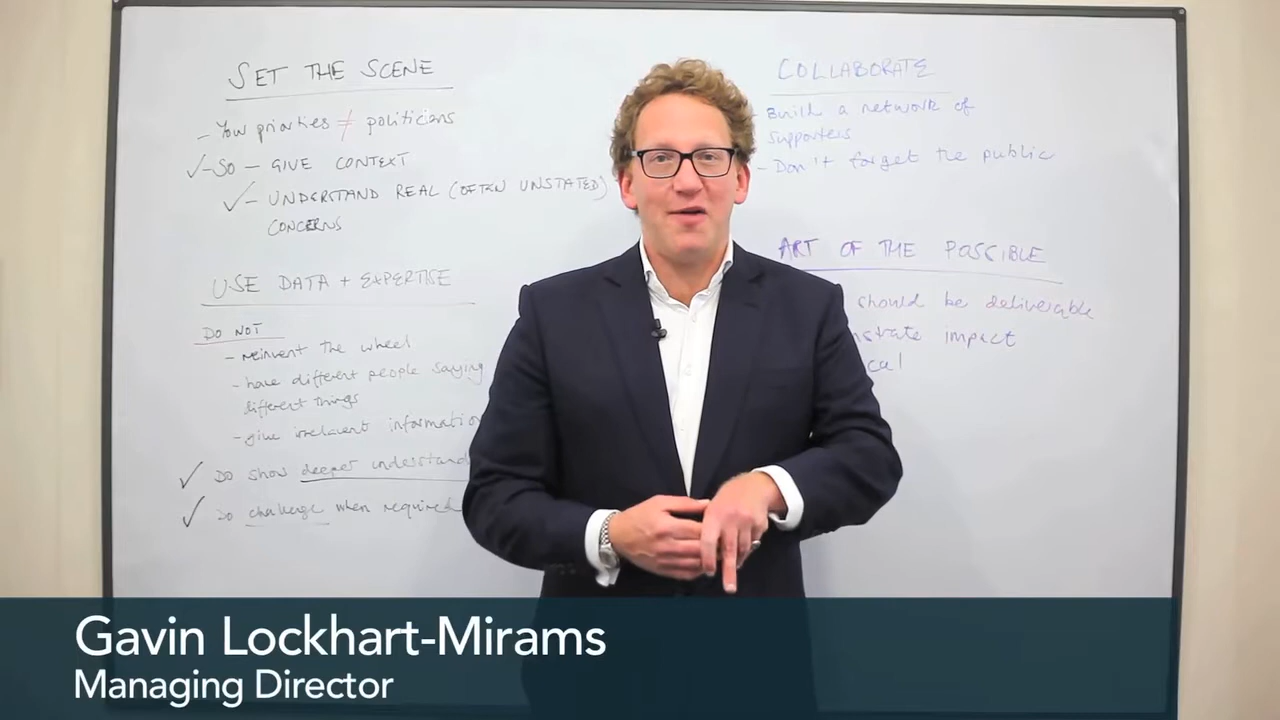 SET THE SCENE
- Your priorities ≠ politicians
✓ - SO - GIVE CONTEXT
✓ - UNDERSTAND REAL (OFTEN UNSTATED)
CONCERNS
USE DATA + EXPERTISE
DO NOT
- reinvent the wheel
- have different people saying
different things
- give irrelevant information
✓ DO show deeper understand
✓ DO challenge when required
COLLABORATE
- Build a network of
supporters
- Don't forget the public
ART OF THE POSSIBLE
should be deliverable
strate impact
cal
Gavin Lockhart-Mirams
Managing Director